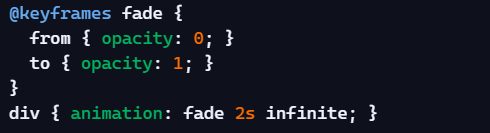 @keyframes fade {
  from { opacity: 0; }
  to { opacity: 1; }
}
div { animation: fade 2s infinite; }